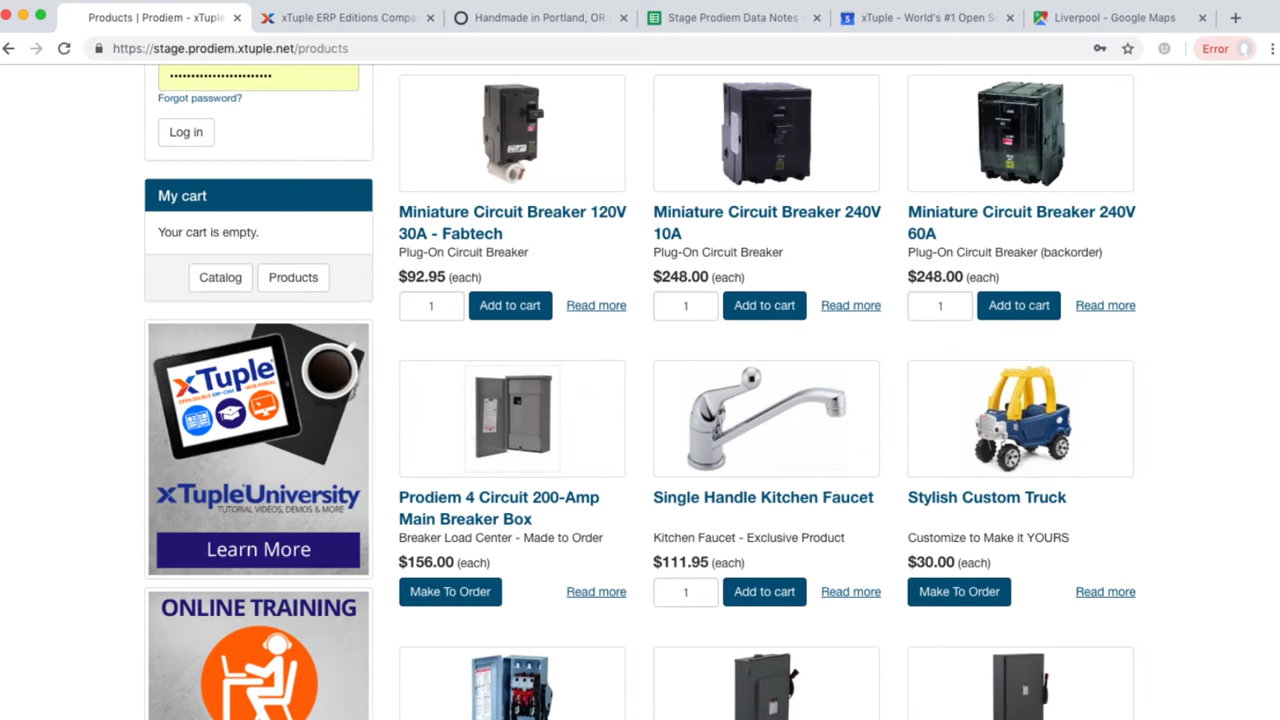 Products | Prodiem - xTuple
xTuple ERP Editions Compa
Handmade in Portland, OR
Stage Prodiem Data Notes -
xTuple - World's #1 Open So
Liverpool - Google Maps
https://stage.prodiem.xtuple.net/products
Error
Forgot password?
Log in
My cart
Your cart is empty.
Catalog
Products
xTuple
OPEN SOURCE ERP+CRM +WEB PORTAL
xTupleUniversity
TUTORIAL VIDEOS, DEMOS & MORE
Learn More
ONLINE TRAINING
Miniature Circuit Breaker 120V
30A - Fabtech
Plug-On Circuit Breaker
$92.95 (each)
1
Add to cart
Read more
Miniature Circuit Breaker 240V
10A
Plug-On Circuit Breaker
$248.00 (each)
1
Add to cart
Read more
Miniature Circuit Breaker 240V
60A
Plug-On Circuit Breaker (backorder)
$248.00 (each)
1
Add to cart
Read more
Prodiem 4 Circuit 200-Amp
Main Breaker Box
Breaker Load Center - Made to Order
$156.00 (each)
Make To Order
Read more
Single Handle Kitchen Faucet
Kitchen Faucet - Exclusive Product
$111.95 (each)
1
Add to cart
Read more
Stylish Custom Truck
Customize to Make it YOURS
$30.00 (each)
Make To Order
Read more